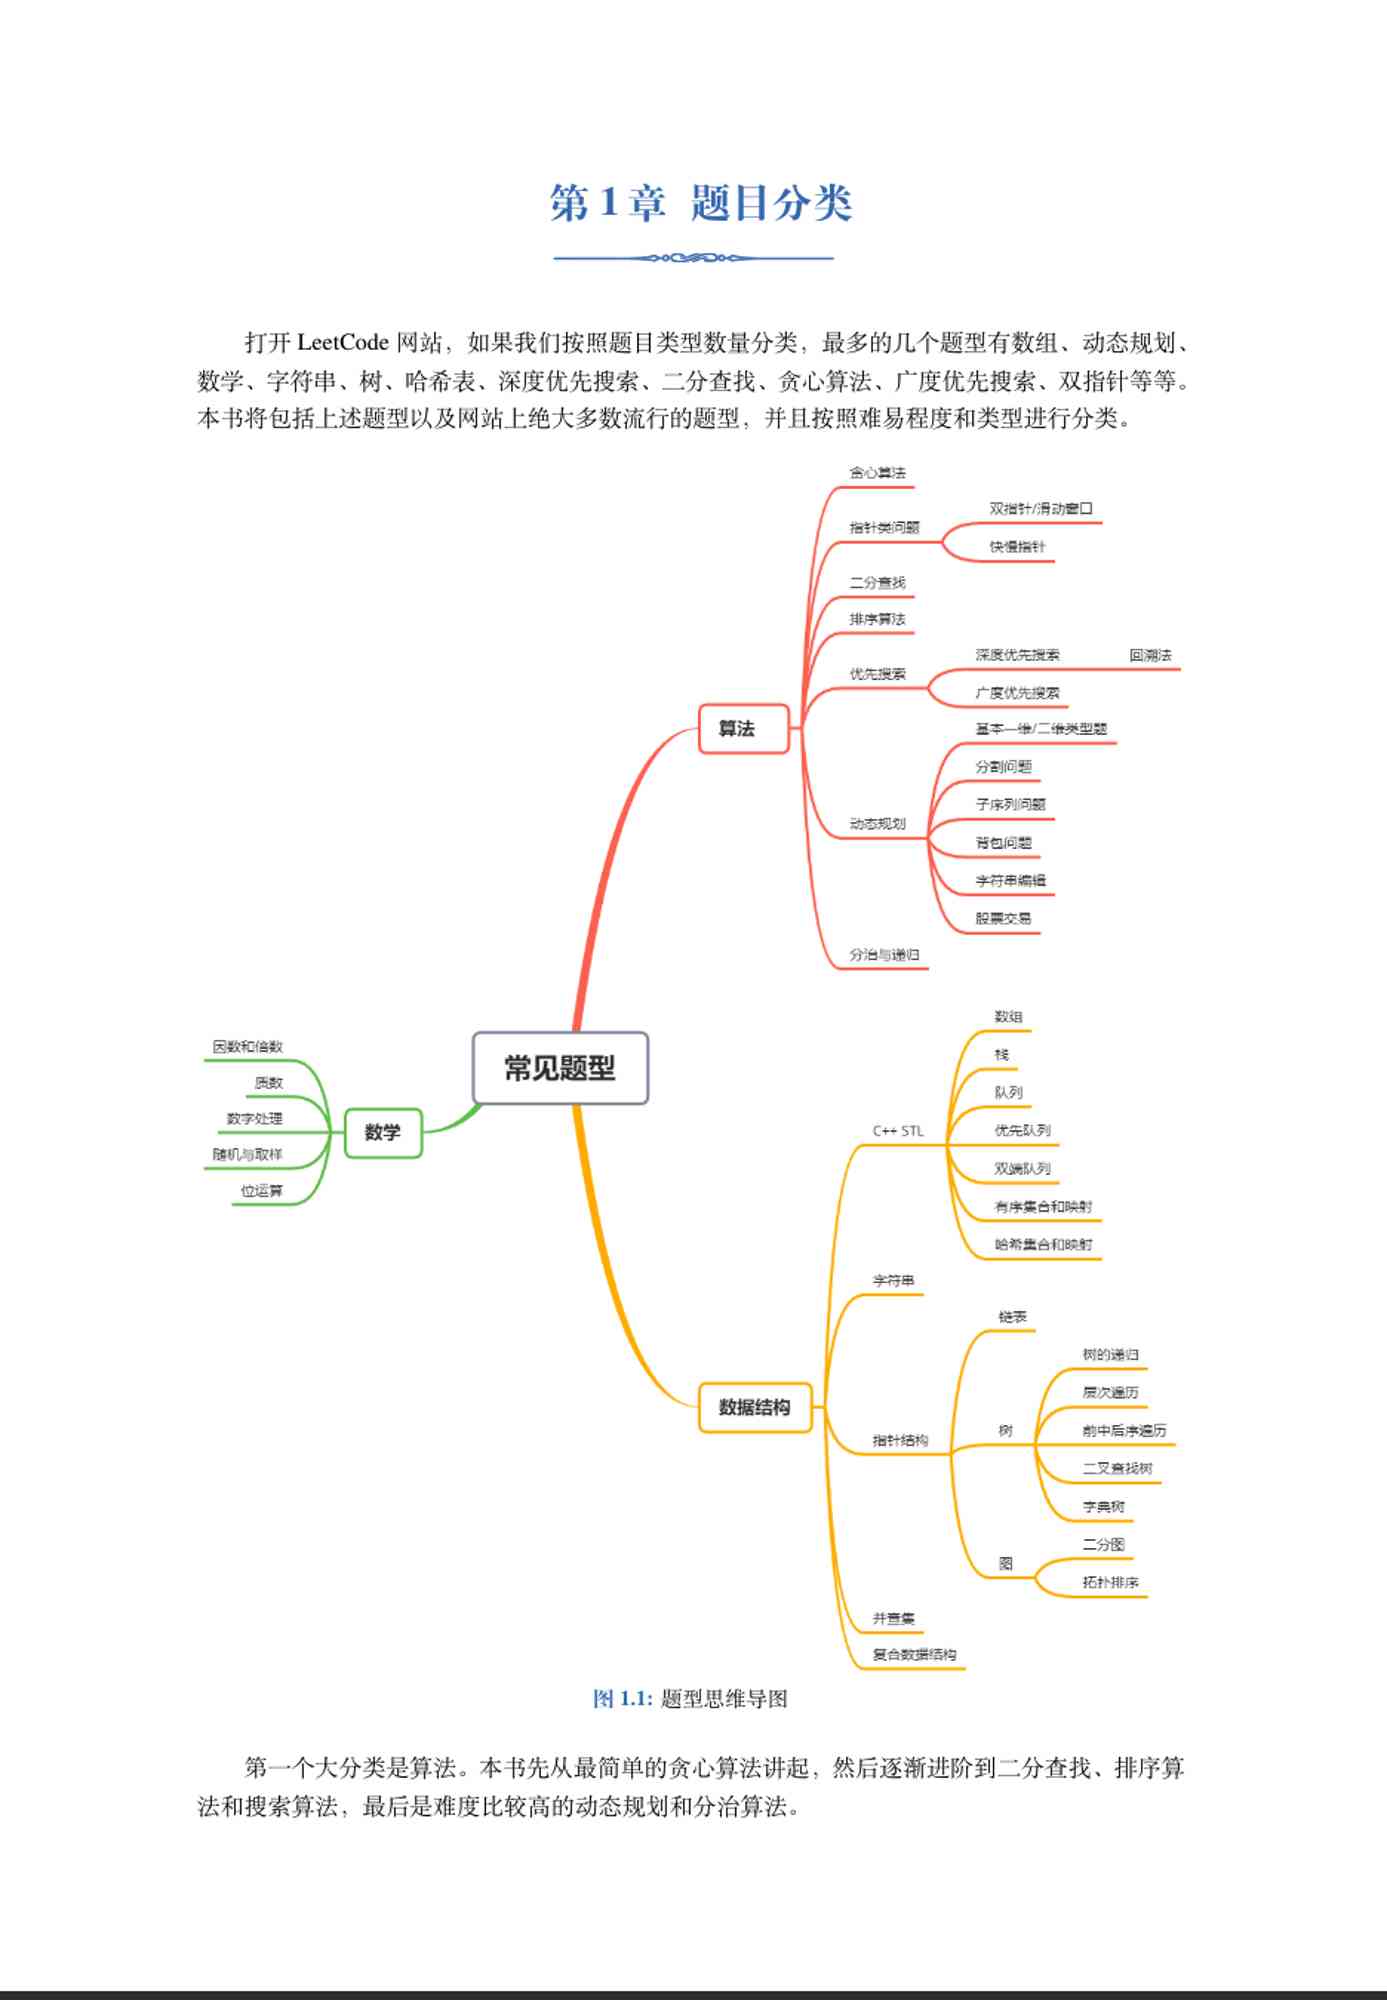 第 1 章 题目分类
打开 LeetCode 网站，如果我们按照题目类型数量分类，最多的几个题型有数组、动态规划、
数学、字符串、树、哈希表、深度优先搜索、二分查找、贪心算法、广度优先搜索、双指针等等。
本书将包括上述题型以及网站上绝大多数流行的题型，并且按照难易程度和类型进行分类。
常见题型
算法
贪心算法
指针类问题
双指针/滑动窗口
快慢指针
二分查找
排序算法
优先搜索
深度优先搜索
回溯法
广度优先搜索
动态规划
基本一维/二维类型题
分割问题
子序列问题
背包问题
字符串编辑
股票交易
分治与递归
数学
因数和倍数
质数
数字处理
随机与取样
位运算
数据结构
C++ STL
数组
栈
队列
优先队列
双端队列
有序集合和映射
哈希集合和映射
字符串
指针结构
链表
树
树的递归
层次遍历
前中后序遍历
二叉查找树
字典树
图
二分图
拓扑排序
并查集
复合数据结构
图 1.1: 题型思维导图
第一个大分类是算法。本书先从最简单的贪心算法讲起，然后逐渐进阶到二分查找、排序算
法和搜索算法，最后是难度比较高的动态规划和分治算法。